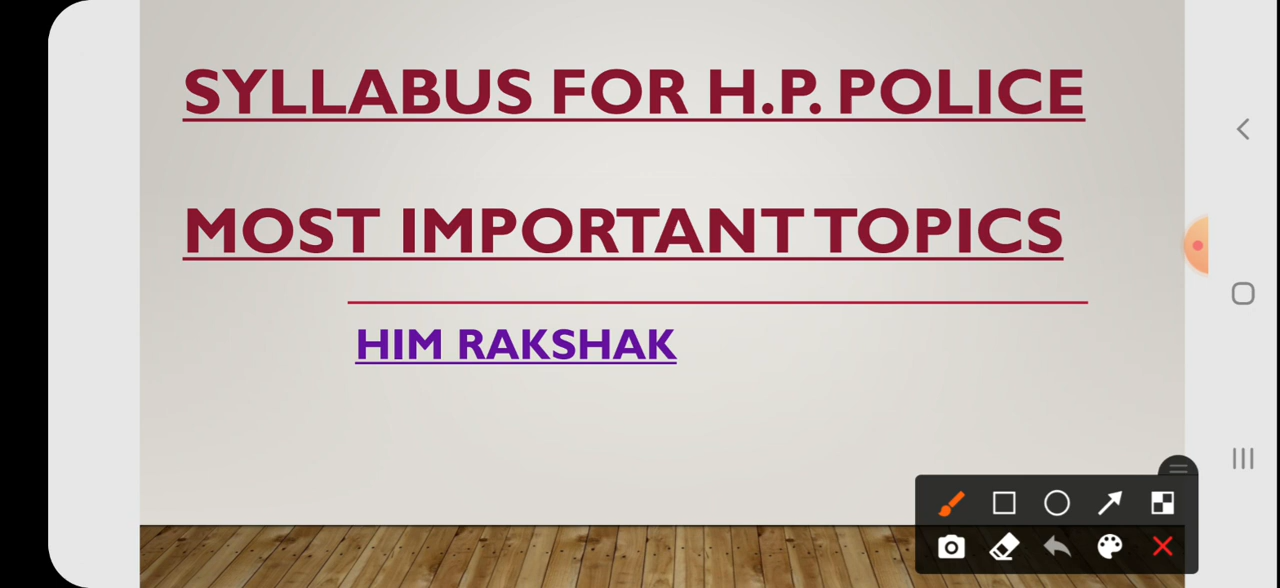 SYLLABUS FOR H.P. POLICE
MOST IMPORTANT TOPICS
HIM RAKSHAK